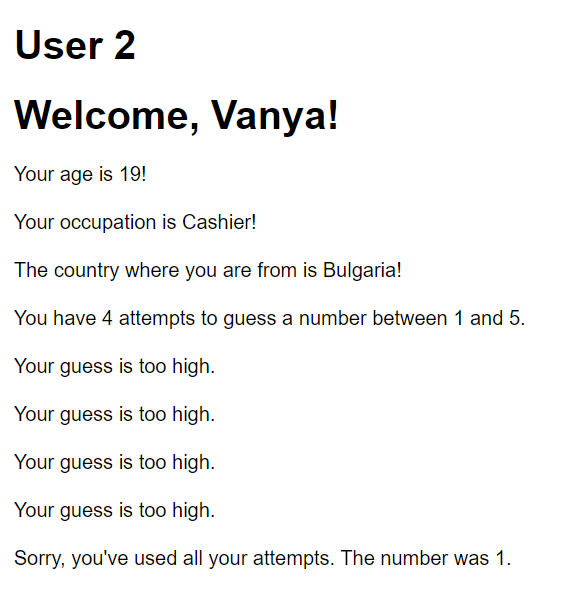 User 2
Welcome, Vanya!
Your age is 19!
Your occupation is Cashier!
The country where you are from is Bulgaria!
You have 4 attempts to guess a number between 1 and 5.
Your guess is too high.
Your guess is too high.
Your guess is too high.
Your guess is too high.
Sorry, you've used all your attempts. The number was 1.